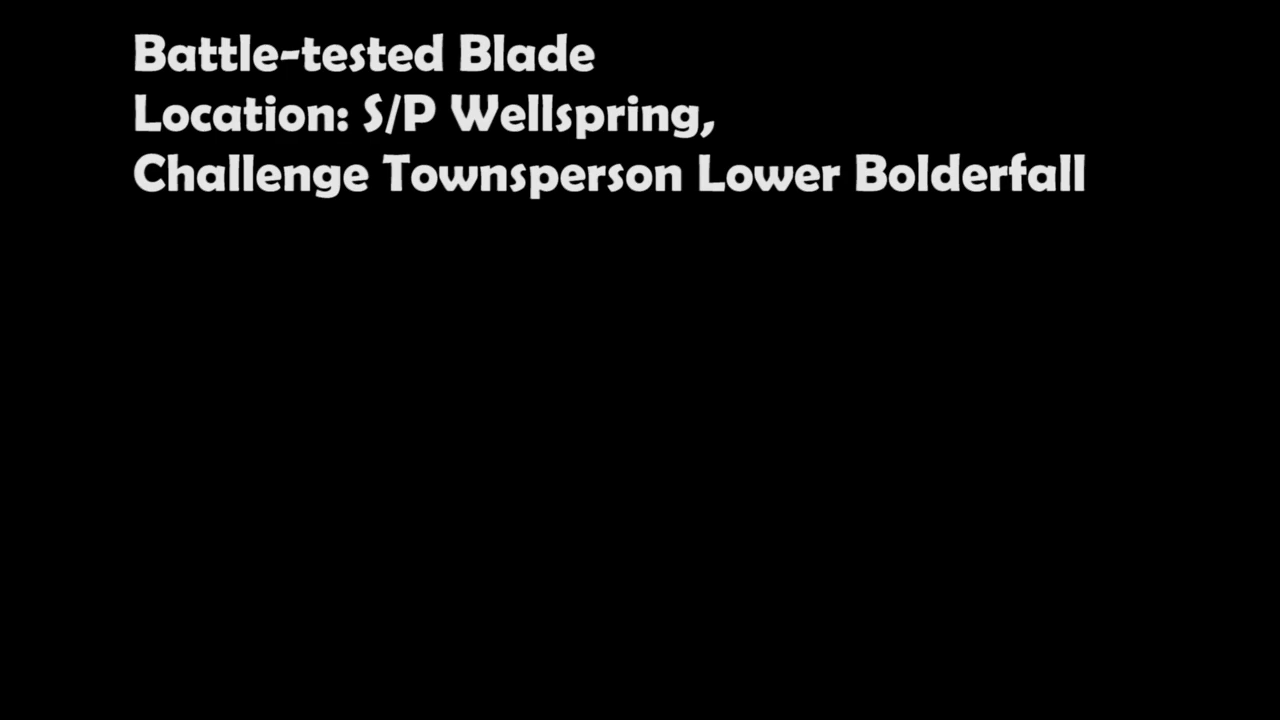 Battle-tested Blade
Location: S/P Wellspring,
Challenge Townsperson Lower Bolderfall